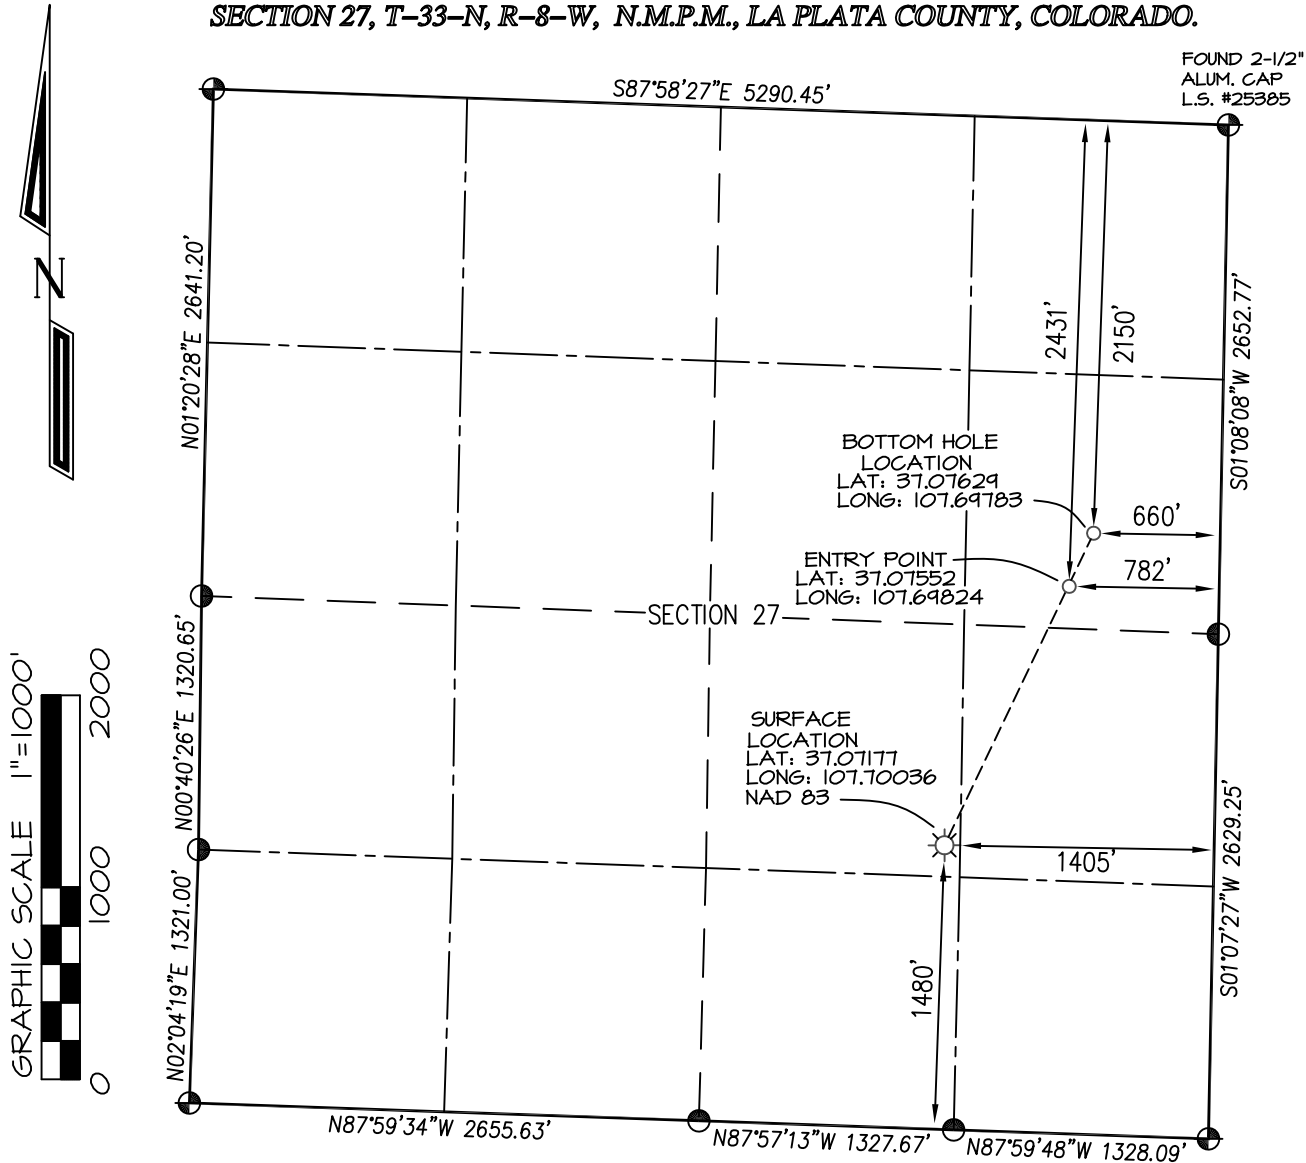 SECTION 27, T-33-N, R-8-W, N.M.P.M., LA PLATA COUNTY, COLORADO.
FOUND 2-1/2"
ALUM. CAP
L.S. #25385
S87°58'27"E 5290.45'
N
N01°20'28"E 2641.20'
2431'
2150'
S01°08'08"W 2652.77'
BOTTOM HOLE
LOCATION
LAT: 37.07629
LONG: 107.69783
660'
ENTRY POINT
LAT: 37.07552
LONG: 107.69824
782'
SECTION 27
N00°40'26"E 1320.65'
SURFACE
LOCATION
LAT: 37.07177
LONG: 107.70036
NAD 83
1405'
1480'
S01°07'27"W 2629.25'
N02°04'19"E 1321.00'
GRAPHIC SCALE 1"=1000'
2000
1000
0
N87°59'34"W 2655.63'
N87°57'13"W 1327.67'
N87°59'48"W 1328.09'